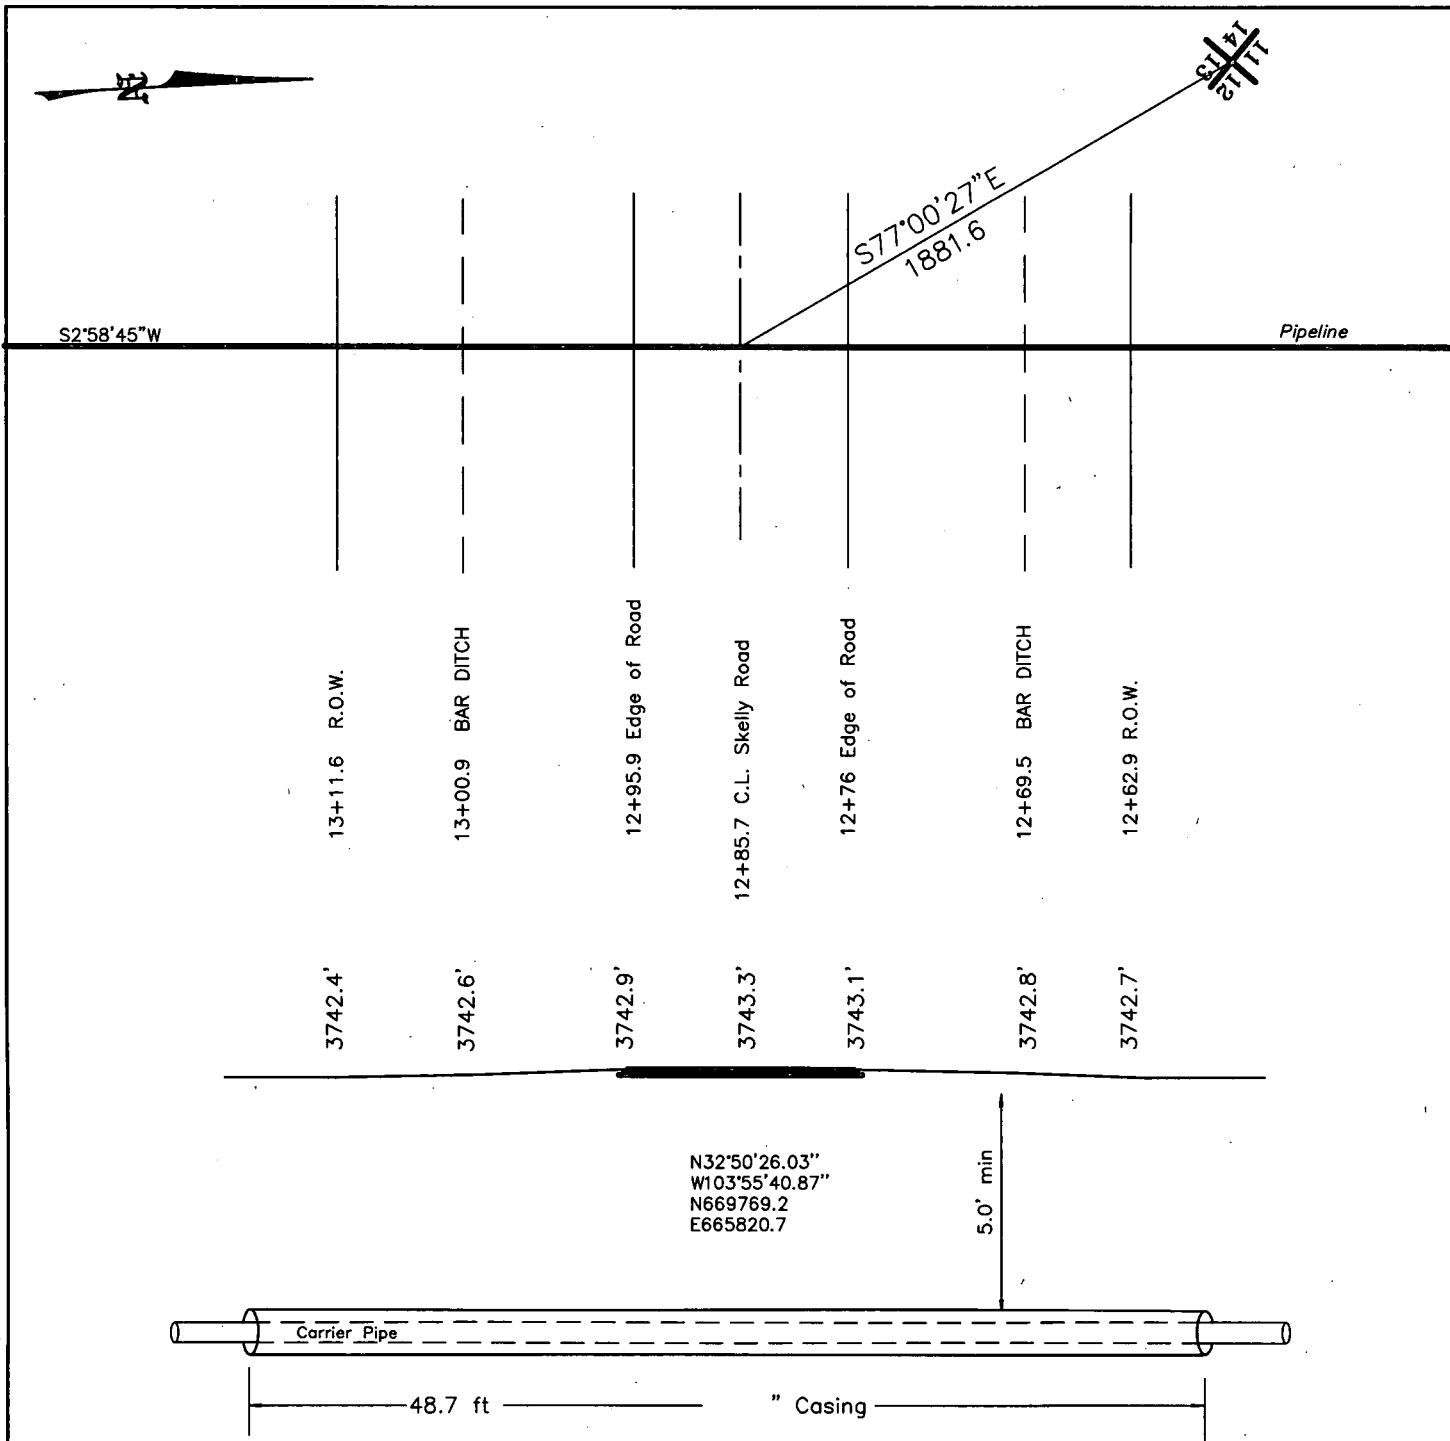 N
14 11
13 12
S77°00'27"E
1881.6
S2°58'45"W
Pipeline
13+11.6 R.O.W.
13+00.9 BAR DITCH
12+95.9 Edge of Road
12+85.7 C.L. Skelly Road
12+76 Edge of Road
12+69.5 BAR DITCH
12+62.9 R.O.W.
3742.4'
3742.6'
3742.9'
3743.3'
3743.1'
3742.8'
3742.7'
N32°50'26.03"
W103°55'40.87"
N669769.2
E665820.7
5.0' min
Carrier Pipe
48.7 ft " Casing